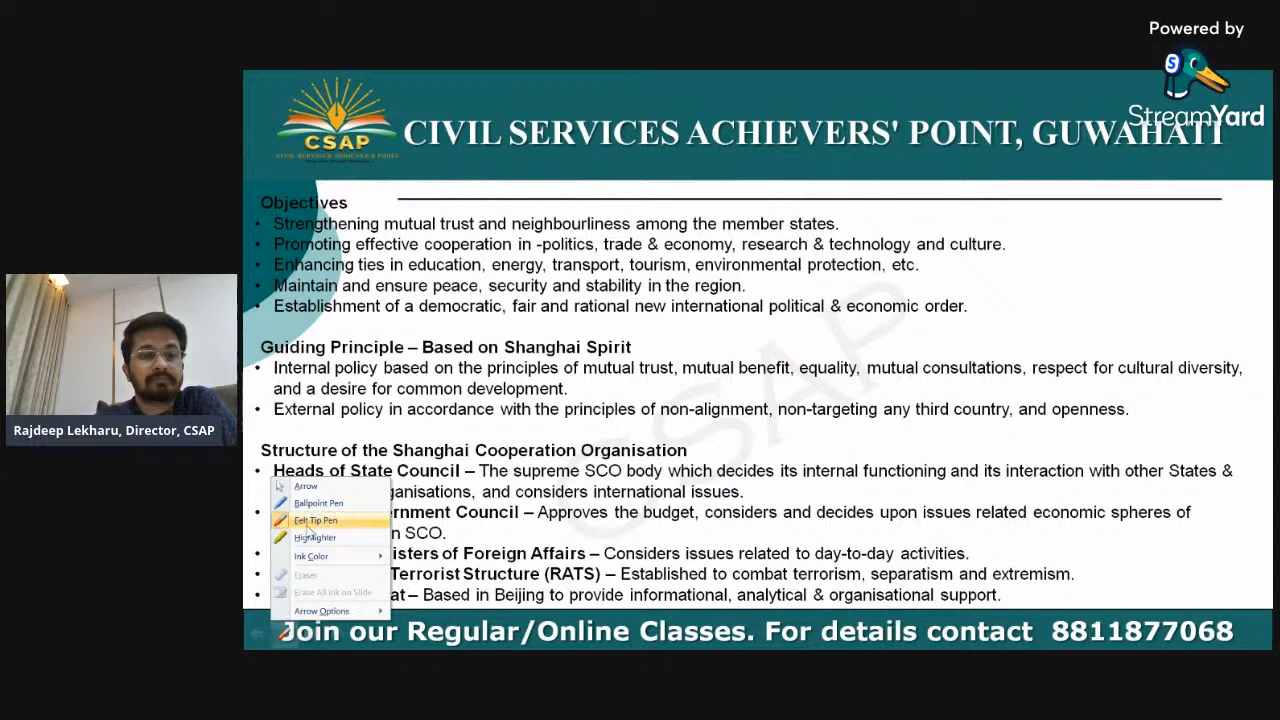 Powered by
StreamYard
CSAP
CIVIL SERVICES ACHIEVER'S POINT
CIVIL SERVICES ACHIEVERS' POINT, GUWAHATI
Objectives
• Strengthening mutual trust and neighbourliness among the member states.
• Promoting effective cooperation in -politics, trade & economy, research & technology and culture.
• Enhancing ties in education, energy, transport, tourism, environmental protection, etc.
• Maintain and ensure peace, security and stability in the region.
• Establishment of a democratic, fair and rational new international political & economic order.
Guiding Principle – Based on Shanghai Spirit
• Internal policy based on the principles of mutual trust, mutual benefit, equality, mutual consultations, respect for cultural diversity,
and a desire for common development.
• External policy in accordance with the principles of non-alignment, non-targeting any third country, and openness.
Structure of the Shanghai Cooperation Organisation
• Heads of State Council – The supreme SCO body which decides its internal functioning and its interaction with other States &
ganisations, and considers international issues.
ernment Council – Approves the budget, considers and decides upon issues related economic spheres of
n SCO.
isters of Foreign Affairs – Considers issues related to day-to-day activities.
Terrorist Structure (RATS) – Established to combat terrorism, separatism and extremism.
at – Based in Beijing to provide informational, analytical & organisational support.
Arrow
Ballpoint Pen
Felt Tip Pen
Highlighter
Ink Color
Eraser
Erase All Ink on Slide
Arrow Options
CSAP
Rajdeep Lekharu, Director, CSAP
Join our Regular/Online Classes. For details contact 8811877068